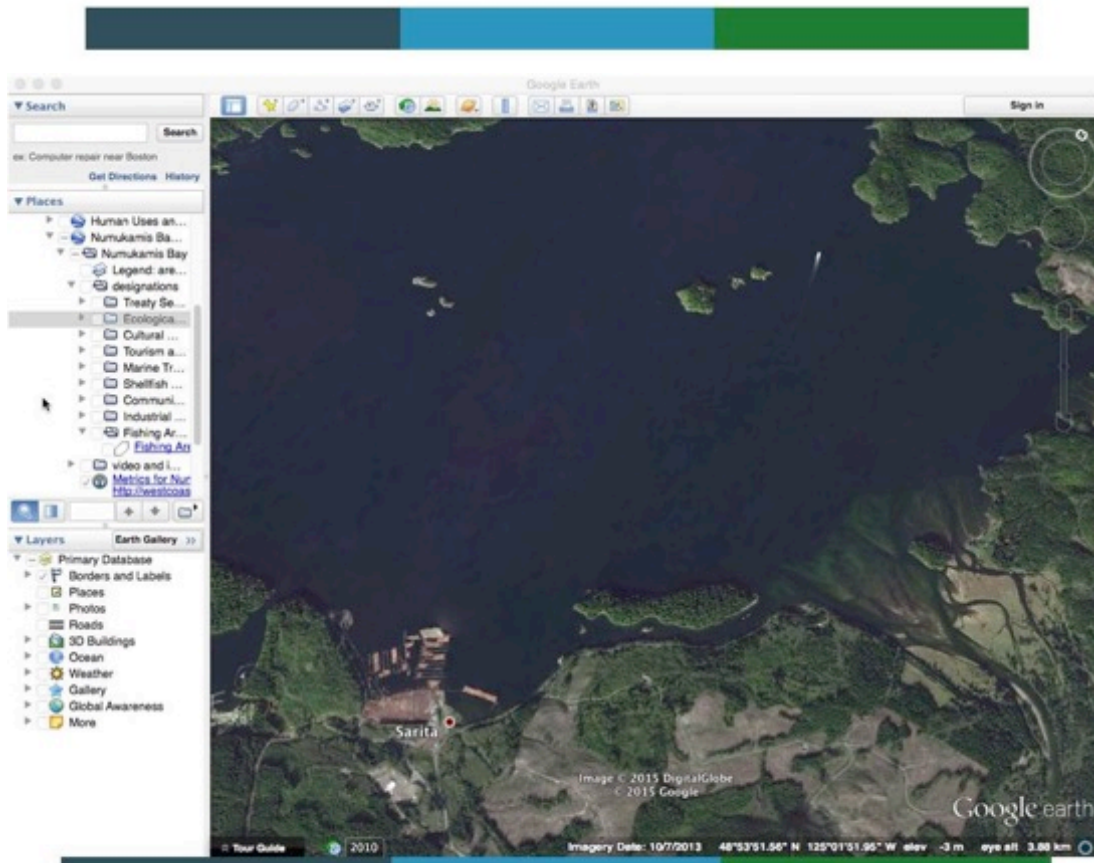 Google Earth
Search
Sign in
Search
ex: Computer repair near Boston
Get Directions History
Places
Human Uses an...
Numukamis Ba...
Numukamis Bay
Legend: are...
designations
Treaty Se...
Ecologica...
Cultural ...
Tourism a...
Marine Tr...
Shellfish ...
Communi...
Industrial ...
Fishing Ar...
Fishing Are
video and i...
Metrics for Nur
http://westcoas
Layers
Earth Gallery >>
Primary Database
Borders and Labels
Places
Photos
Roads
3D Buildings
Ocean
Weather
Gallery
Global Awareness
More
Sarita
Image © 2015 DigitalGlobe
© 2015 Google
Google earth
Tour Guide
2010
Imagery Date: 10/7/2013 48°53'51.56" N 125°01'51.95" W elev -3 m eye alt 3.88 km